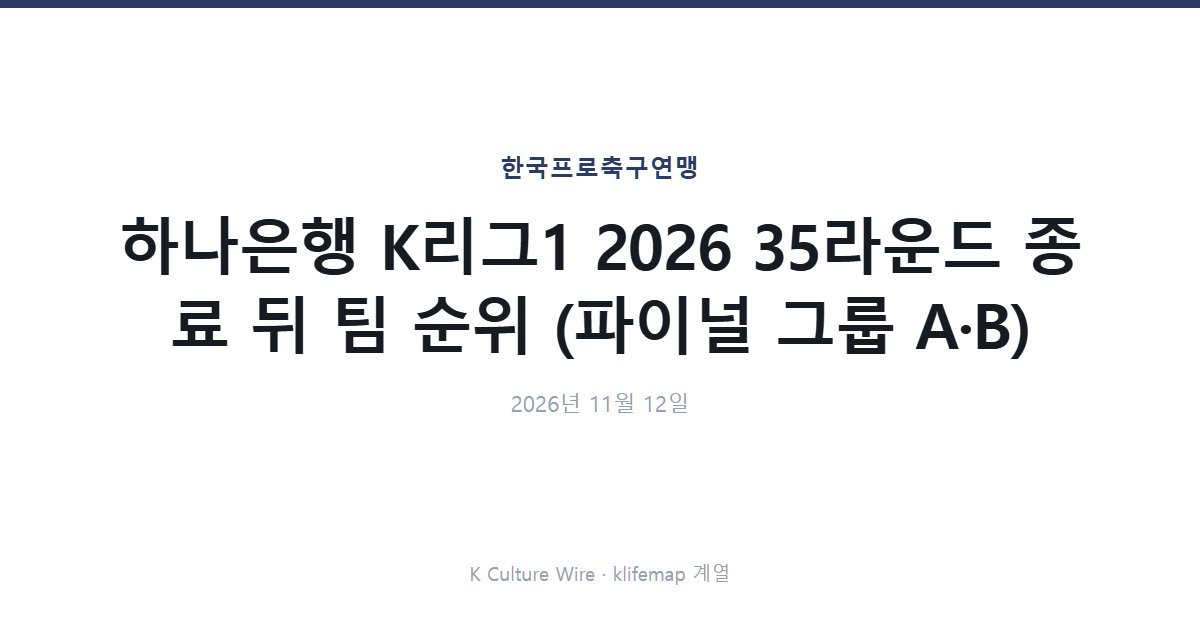 한국프로축구연맹
하나은행 K리그1 2026 35라운드 종
료 뒤 팀 순위 (파이널 그룹 A·B)
2026년 11월 12일
K Culture Wire · klifemap 계열